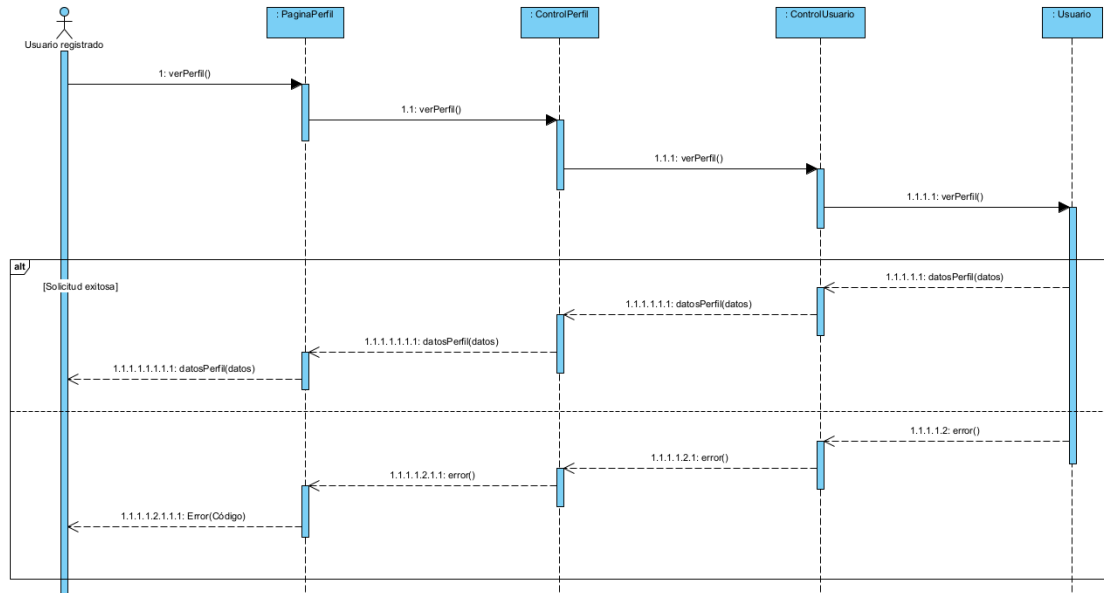 : PaginaPerfil
: ControlPerfil
: ControlUsuario
: Usuario
Usuario registrado
1: verPerfil()
1.1: verPerfil()
1.1.1: verPerfil()
1.1.1.1: verPerfil()
alt
[Solicitud exitosa]
1.1.1.1.1: datosPerfil(datos)
1.1.1.1.1.1: datosPerfil(datos)
1.1.1.1.1.1.1: datosPerfil(datos)
1.1.1.1.1.1.1.1: datosPerfil(datos)
1.1.1.1.2: error()
1.1.1.1.2.1: error()
1.1.1.1.2.1.1: error()
1.1.1.1.2.1.1.1: Error(Código)